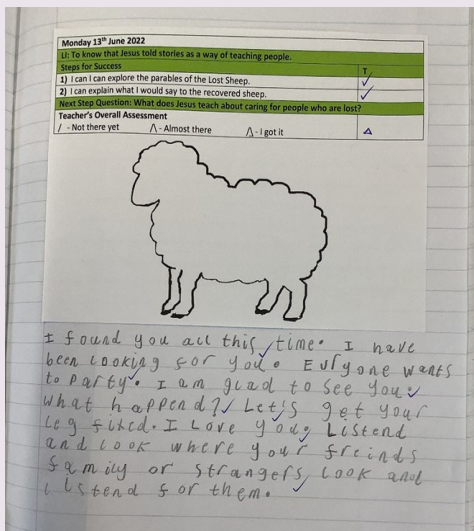 Monday 13th June 2022
LI: To know that Jesus told stories as a way of teaching people.
Steps for Success
T
1) I can I can explore the parables of the Lost Sheep.
2) I can explain what I would say to the recovered sheep.
Next Step Question: What does Jesus teach about caring for people who are lost?
Teacher's Overall Assessment
/ - Not there yet
Λ - Almost there
Λ - I got it
Δ
I found you all this time. I have
been looking for you. Evryone wants
to party. I am glad to see you.
What happend? Let's get your
leg fixed. I Love you. Listend
and look where your freinds
family or strangers, look and
listend for them.